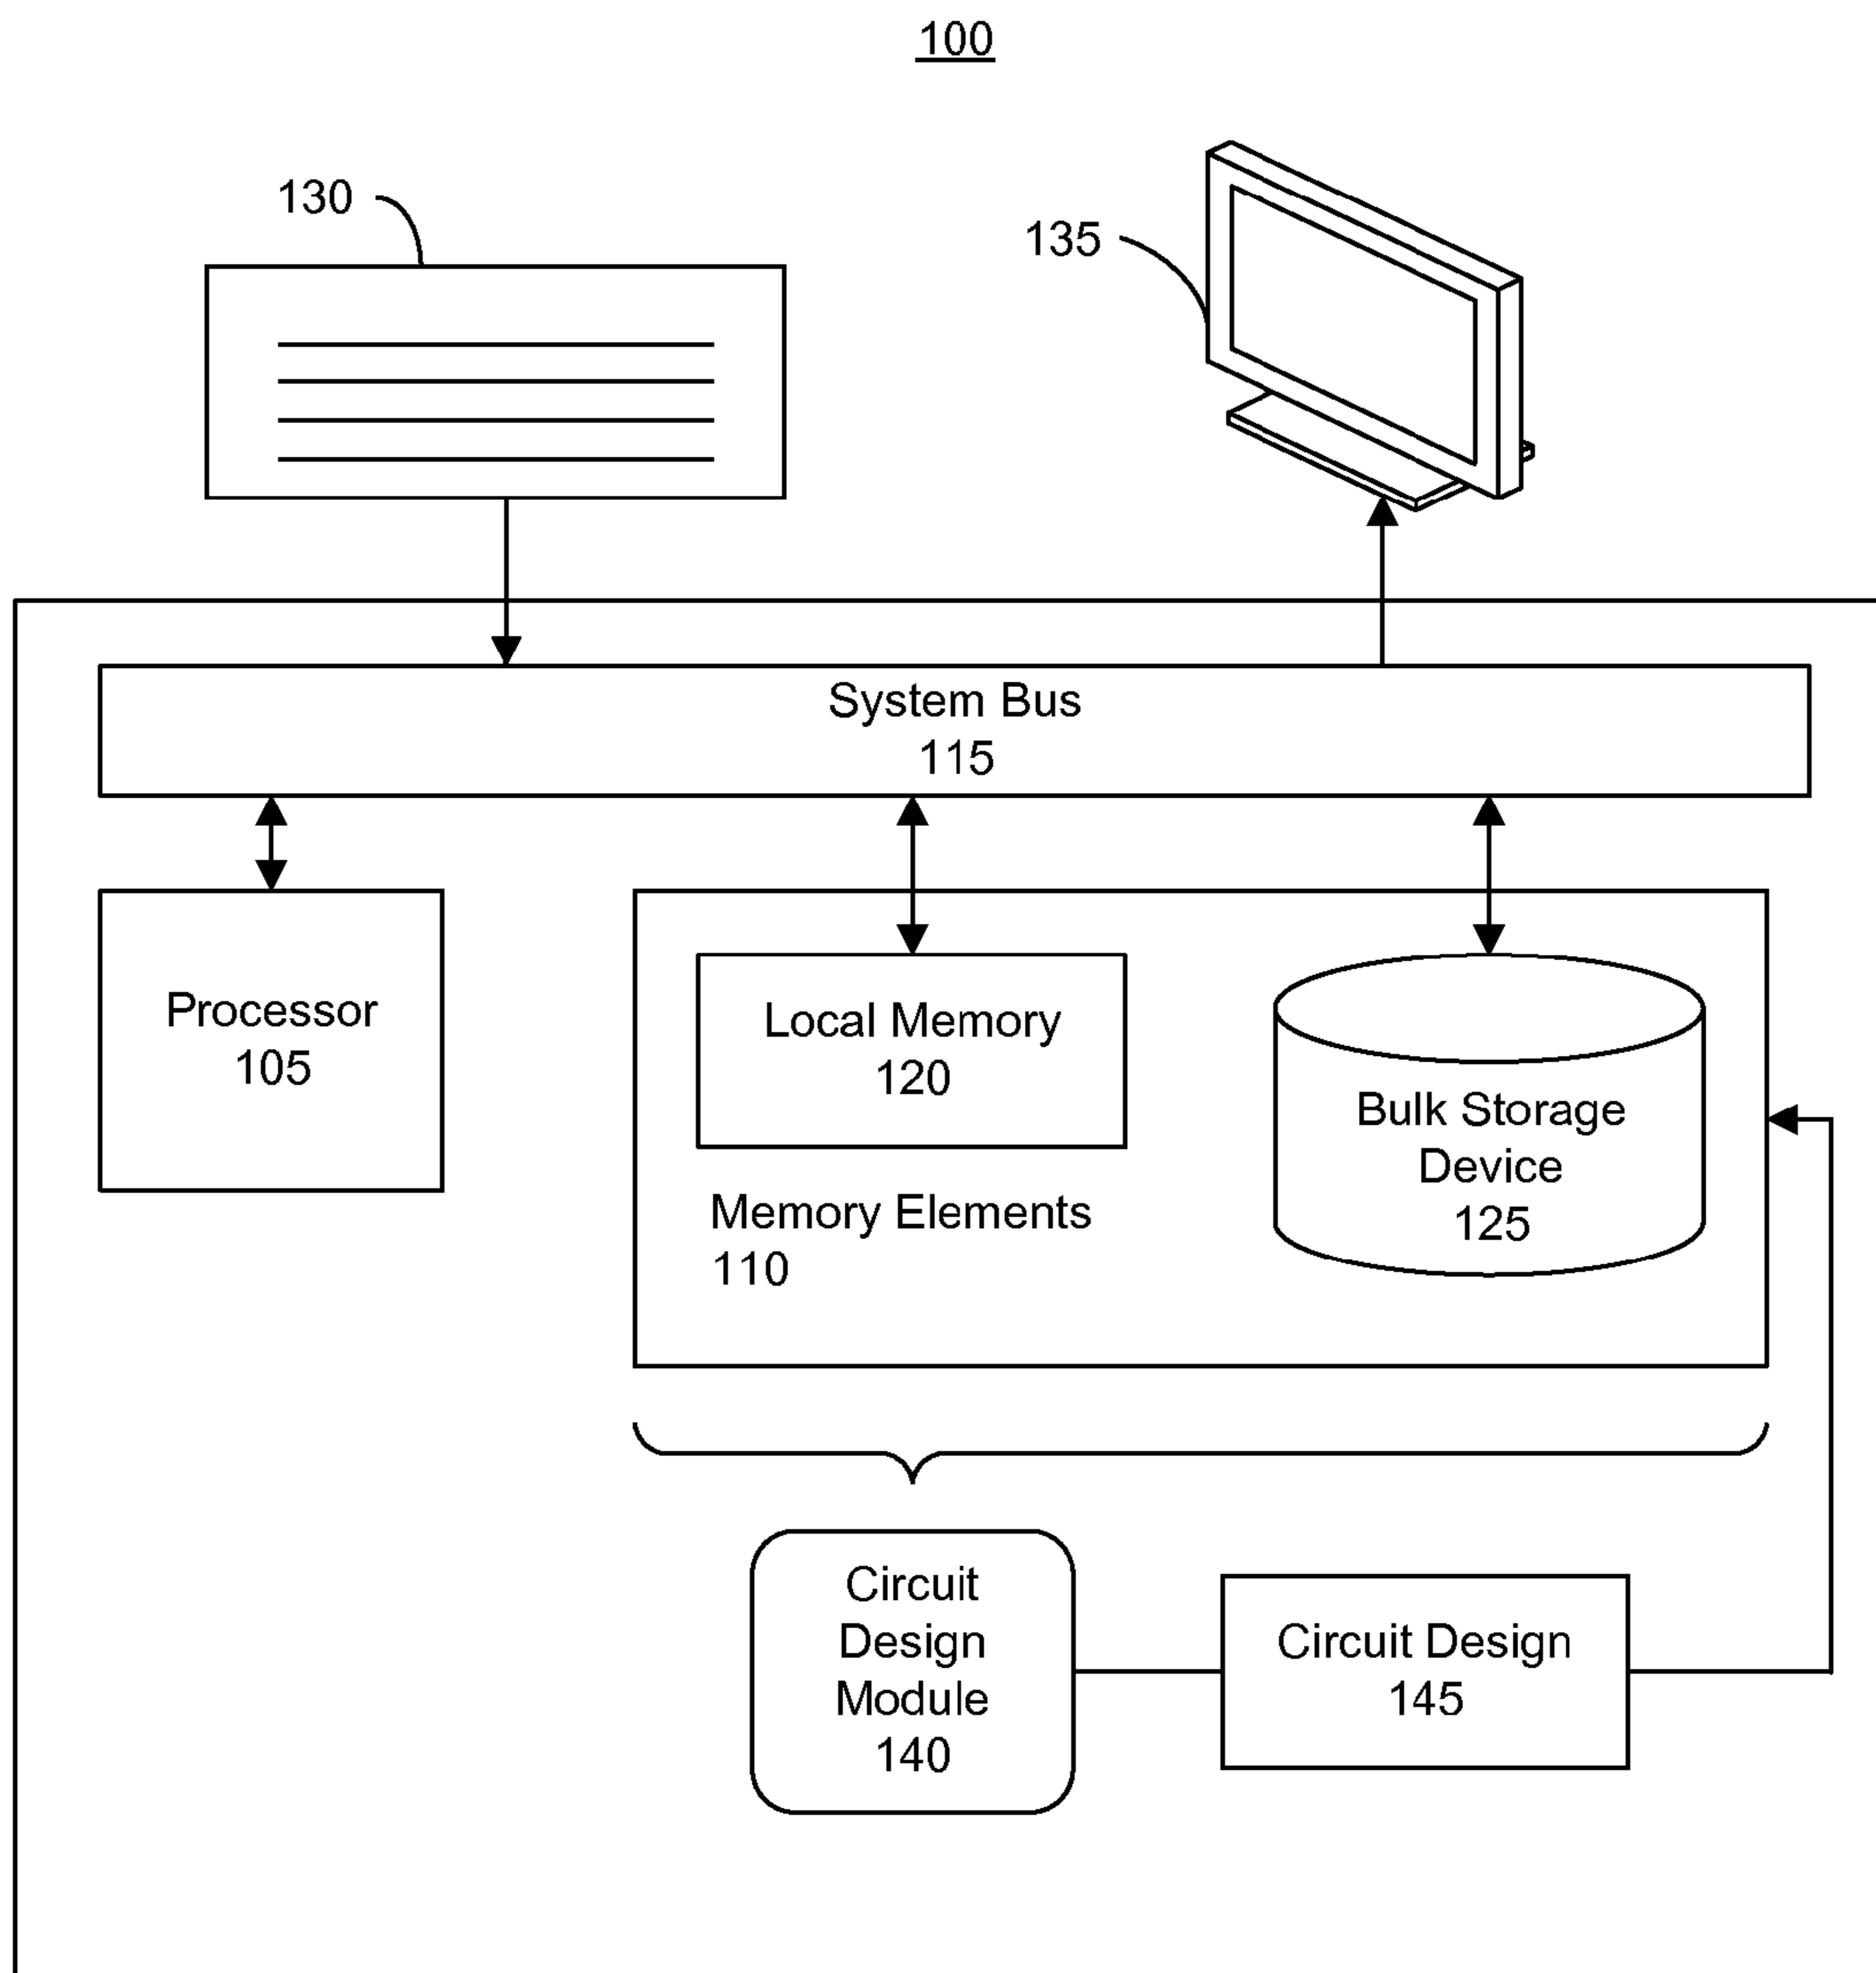 100
130
135
System Bus
115
Processor
105
Local Memory
120
Bulk Storage
Device
125
Memory Elements
110
Circuit
Design
Module
140
Circuit Design
145